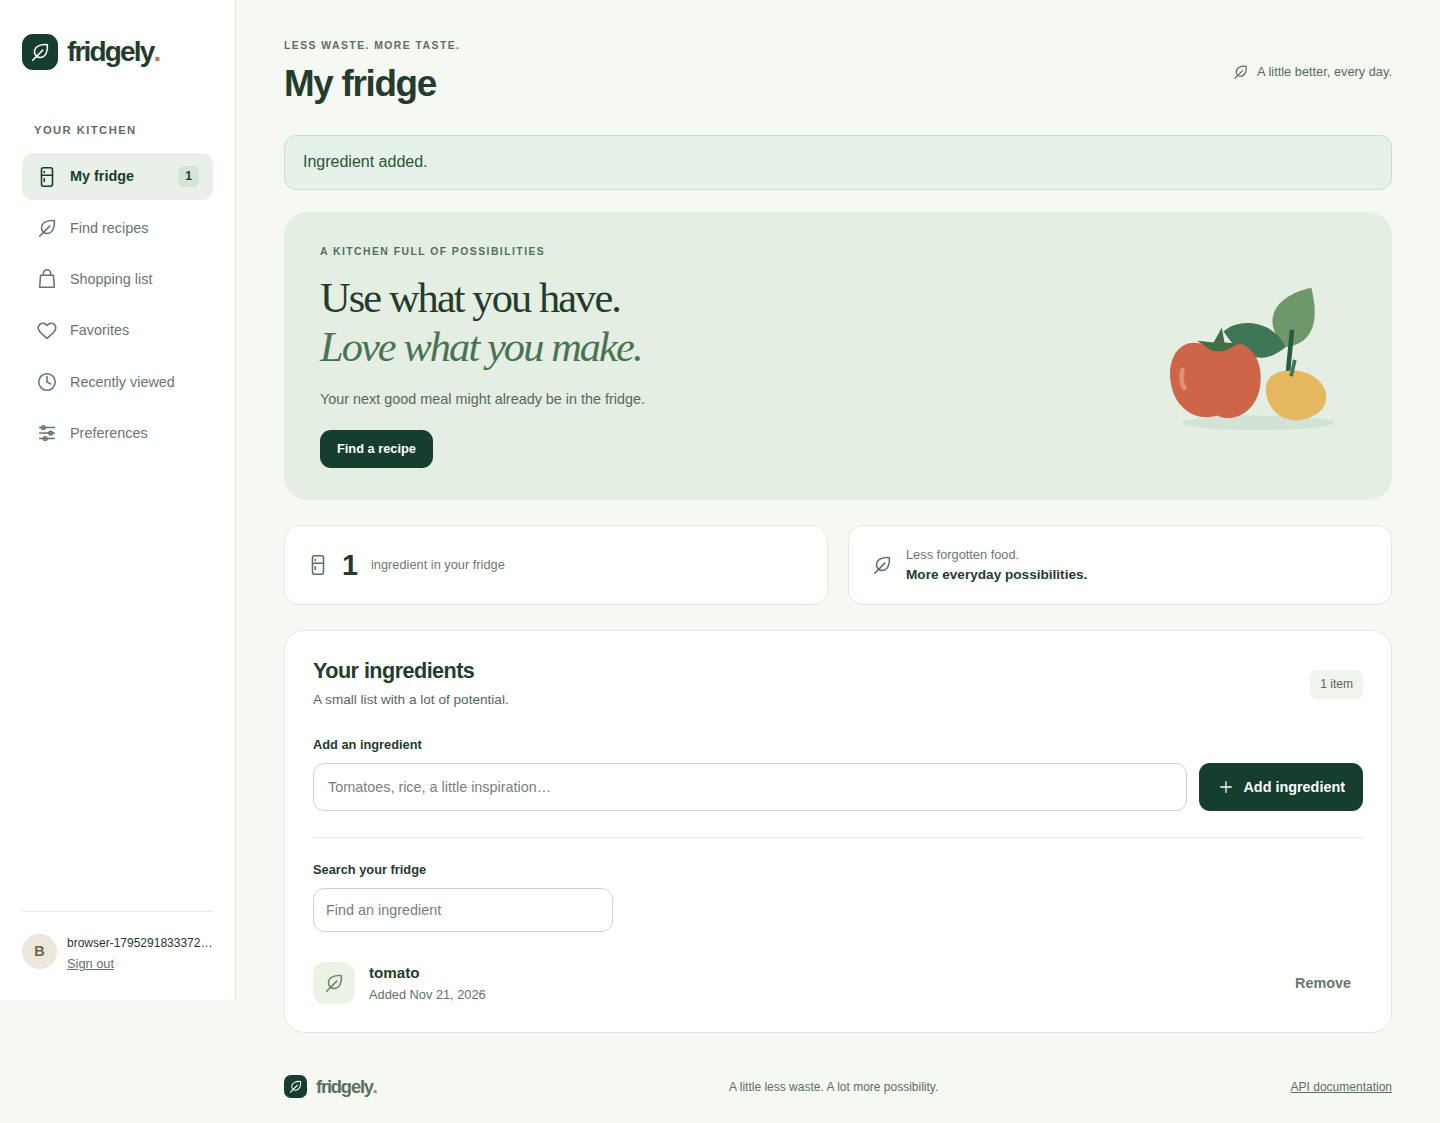 fridgely.
YOUR KITCHEN
My fridge 1
Find recipes
Shopping list
Favorites
Recently viewed
Preferences
B
browser-1795291833372…
Sign out
LESS WASTE. MORE TASTE.
My fridge
A little better, every day.
Ingredient added.
A KITCHEN FULL OF POSSIBILITIES
Use what you have.
Love what you make.
Your next good meal might already be in the fridge.
Find a recipe
1 ingredient in your fridge
Less forgotten food.
More everyday possibilities.
Your ingredients
A small list with a lot of potential.
1 item
Add an ingredient
Tomatoes, rice, a little inspiration…
Add ingredient
Search your fridge
Find an ingredient
tomato
Added Nov 21, 2026
Remove
fridgely.
A little less waste. A lot more possibility.
API documentation